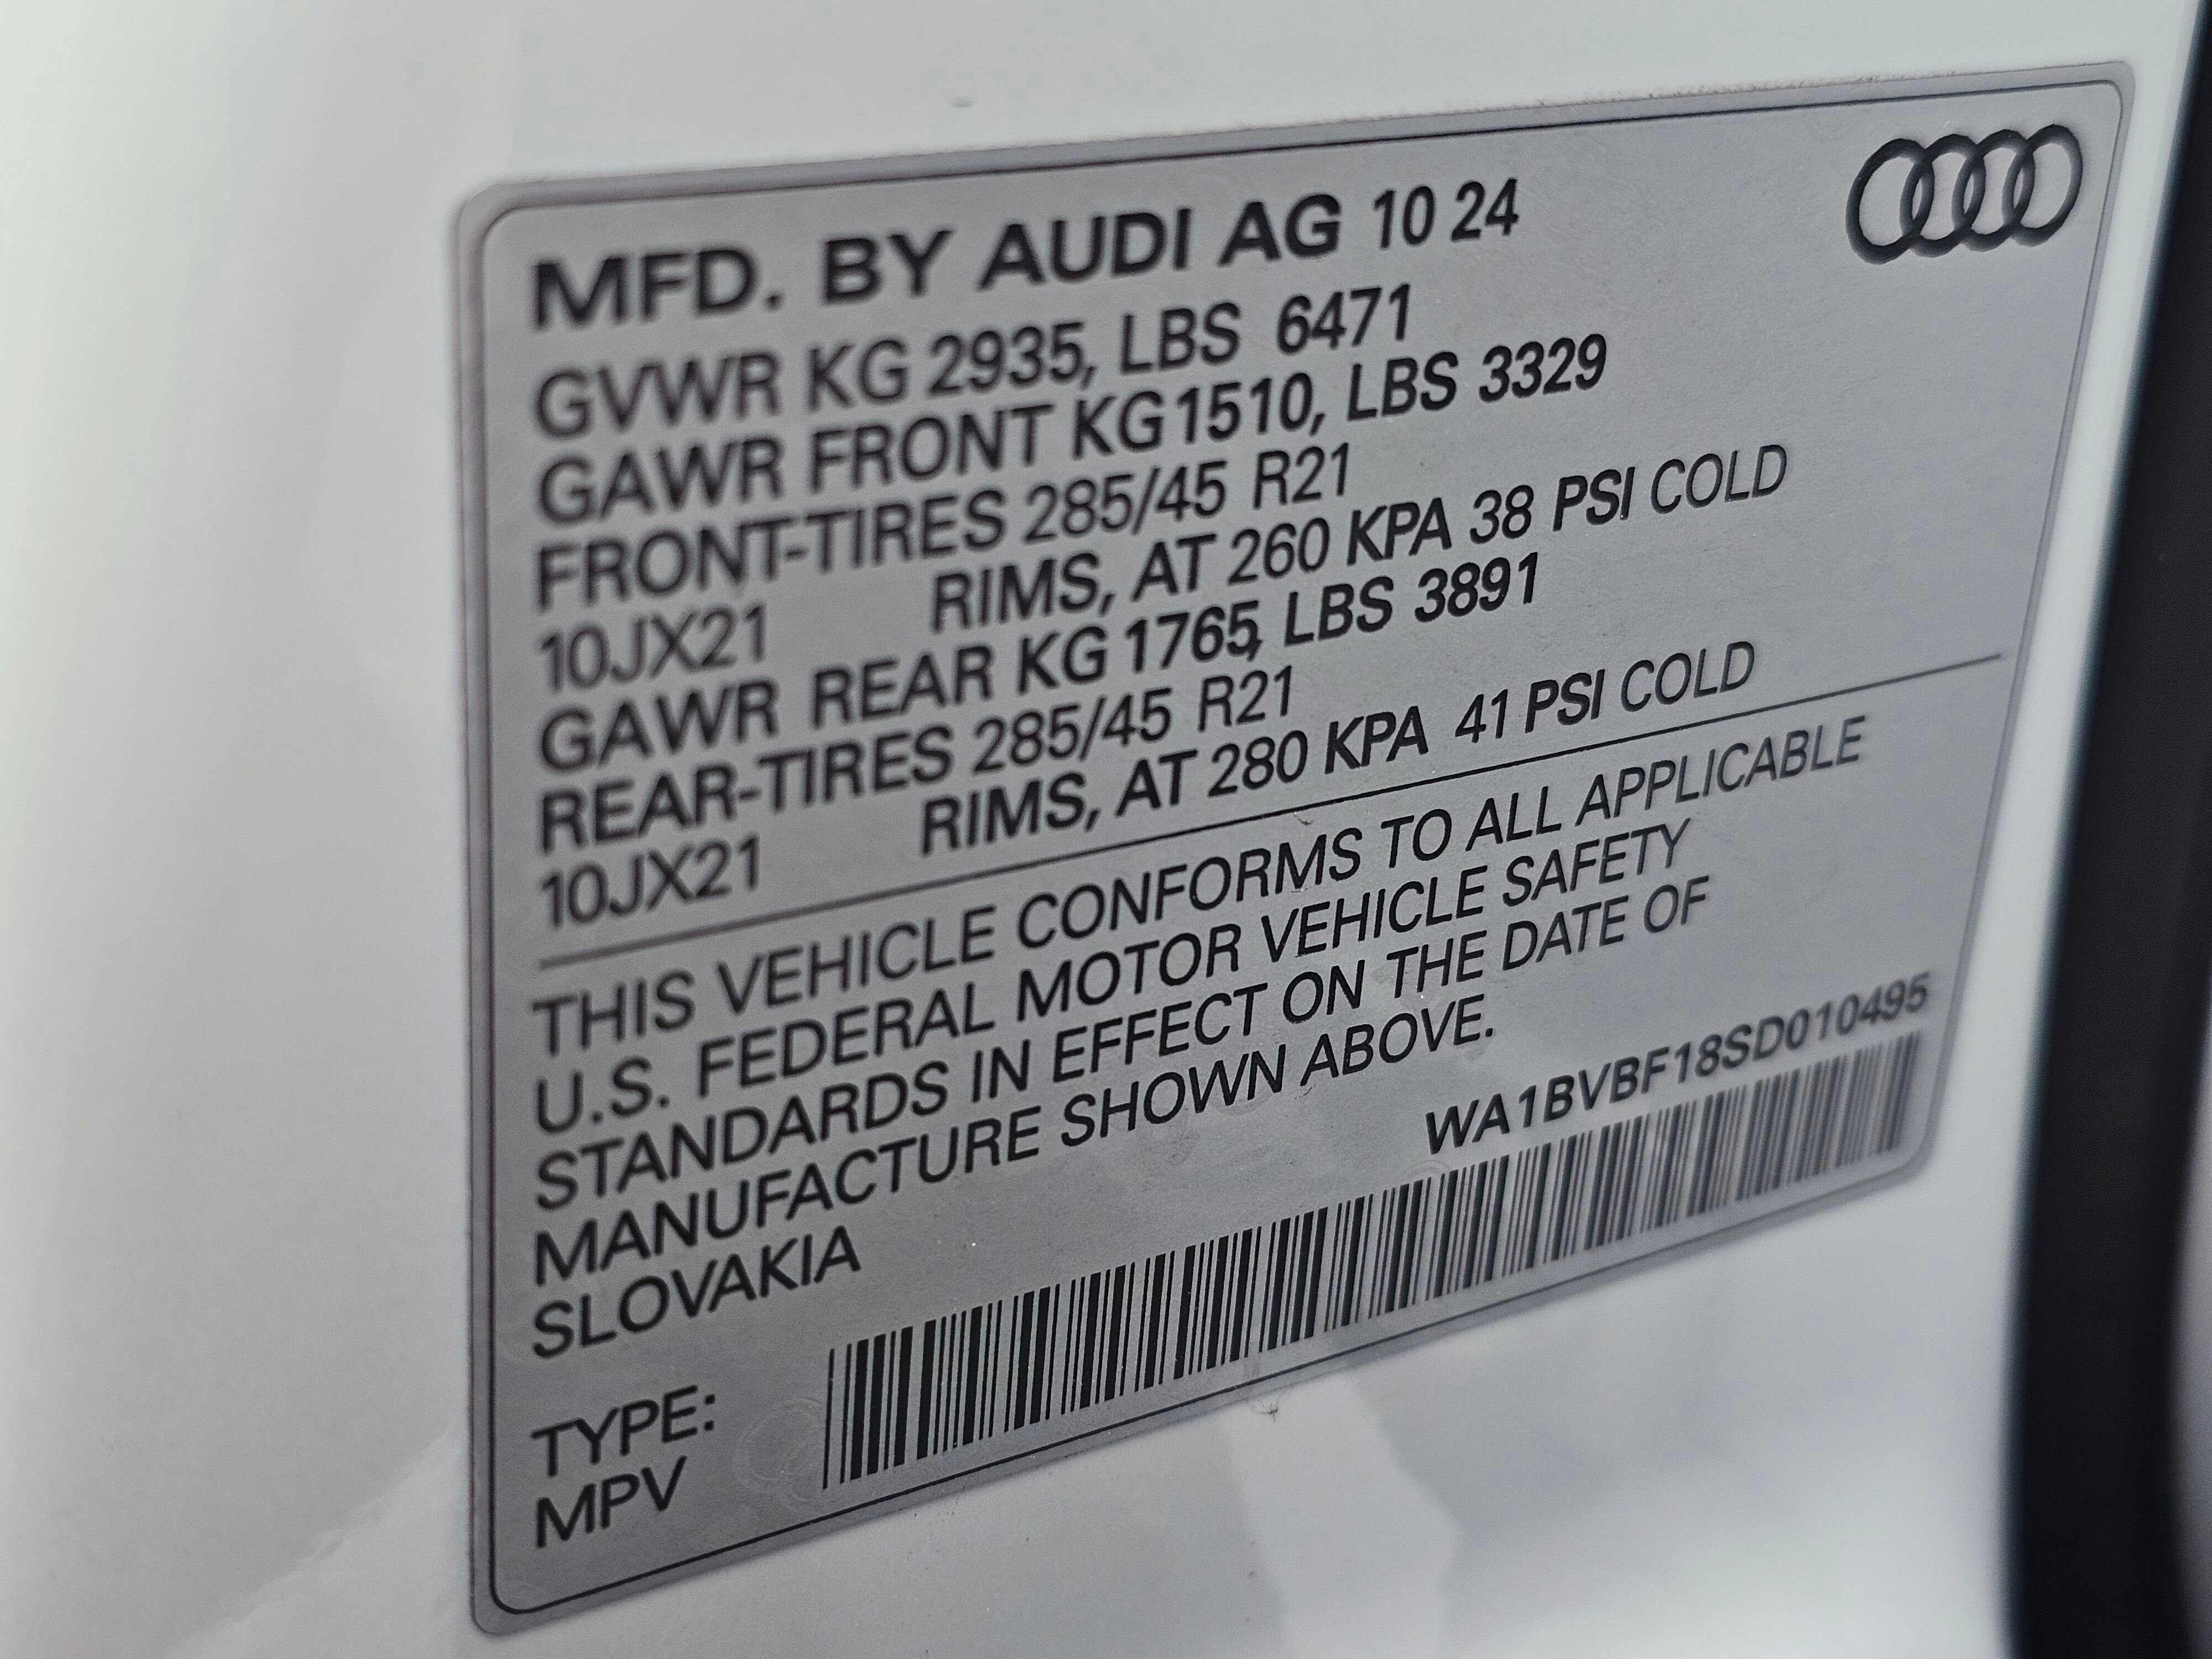 MFD. BY AUDI AG 10 24
GVWR KG 2935, LBS 6471
GAWR FRONT KG 1510, LBS 3329
FRONT-TIRES 285/45 R21
10JX21 RIMS, AT 260 KPA 38 PSI COLD
GAWR REAR KG 1765, LBS 3891
REAR-TIRES 285/45 R21
10JX21 RIMS, AT 280 KPA 41 PSI COLD
THIS VEHICLE CONFORMS TO ALL APPLICABLE
U.S. FEDERAL MOTOR VEHICLE SAFETY
STANDARDS IN EFFECT ON THE DATE OF
MANUFACTURE SHOWN ABOVE.
SLOVAKIA
WA1BVBF18SD010495
TYPE:
MPV